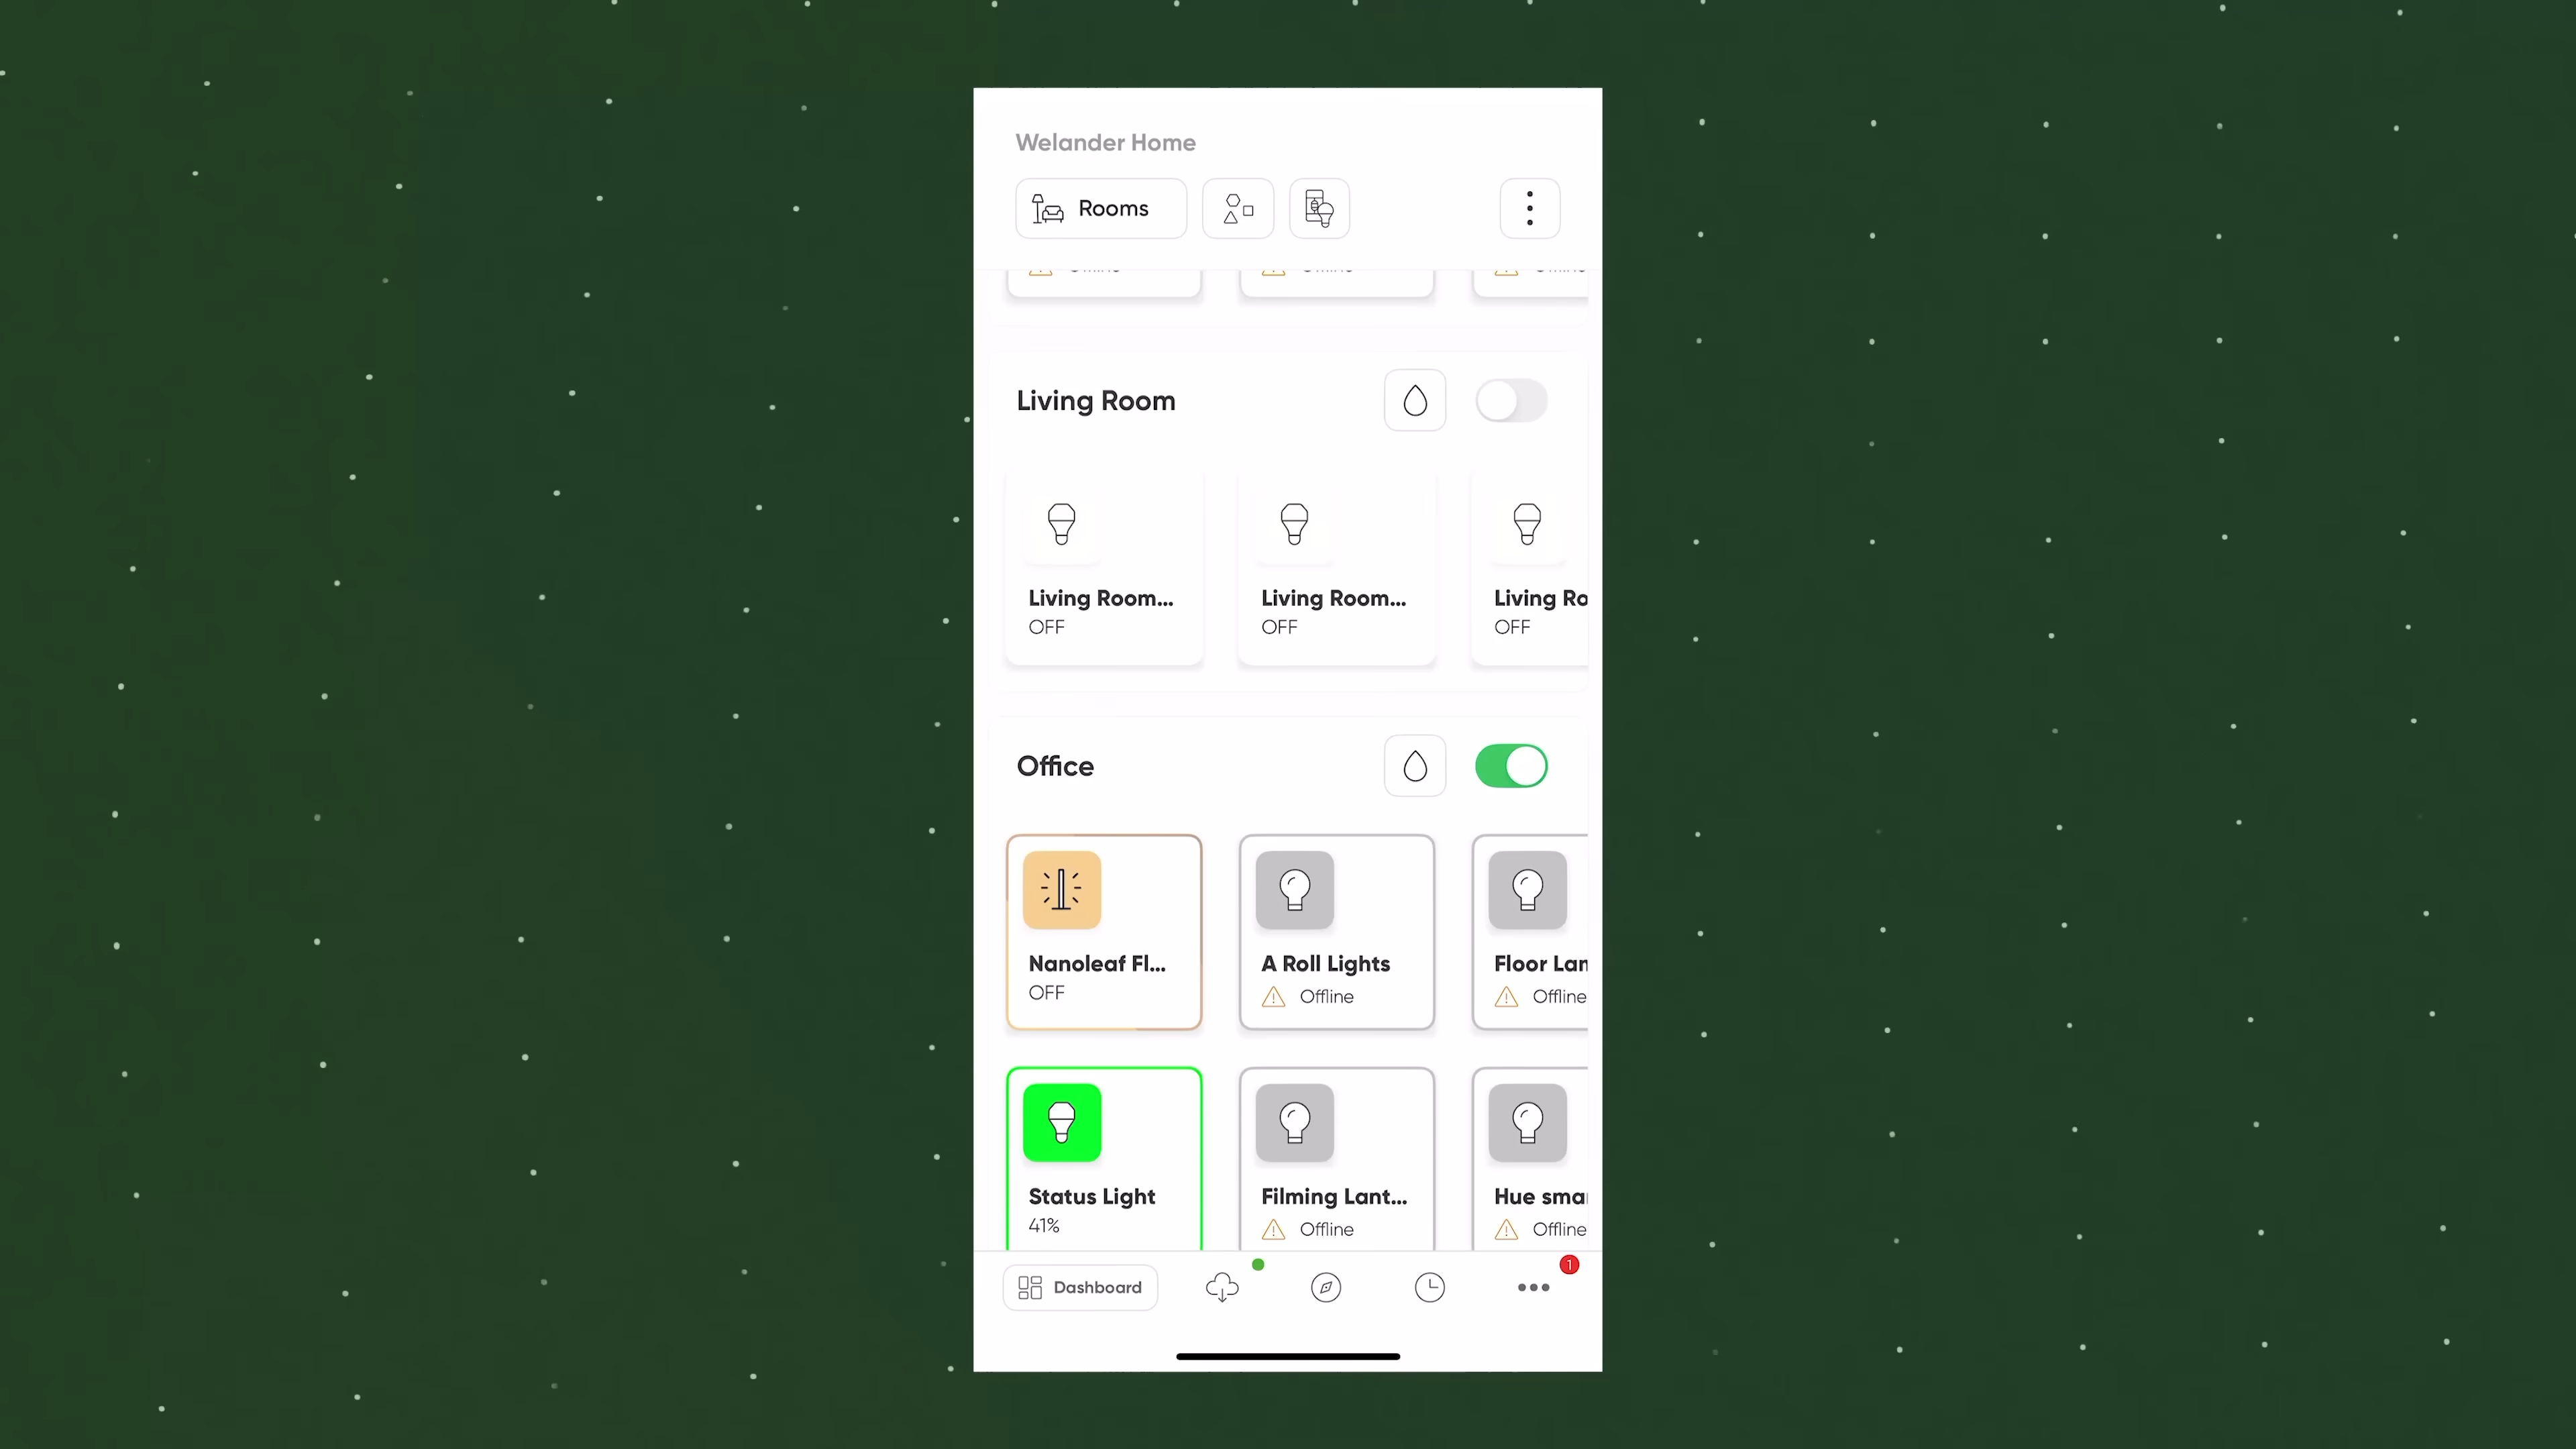 Welander Home
Rooms
Living Room
Living Room... Living Room... Living Ro
OFF OFF OFF
Office
Nanoleaf Fl... A Roll Lights Floor Lan
OFF Offline Offline
Status Light Filming Lant... Hue sma
41% Offline Offline
1
Dashboard